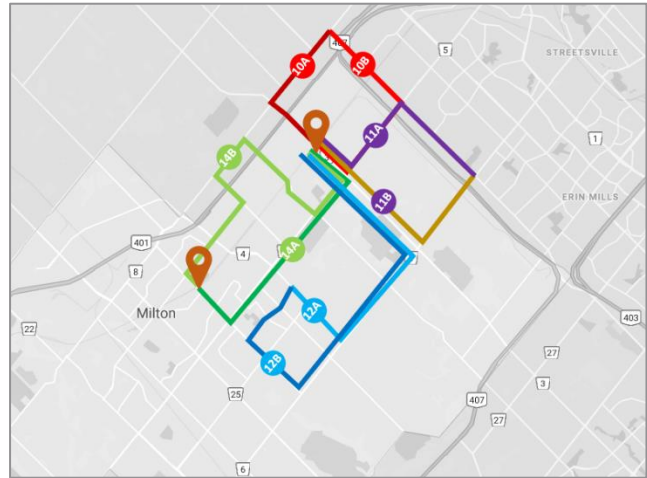 407
5
STREETSVILLE
10A
10B
1
11A
14B
ERIN MILLS
11B
401
4
14A
8
403
Milton
12A
22
27
12B
3
25
407
27
6